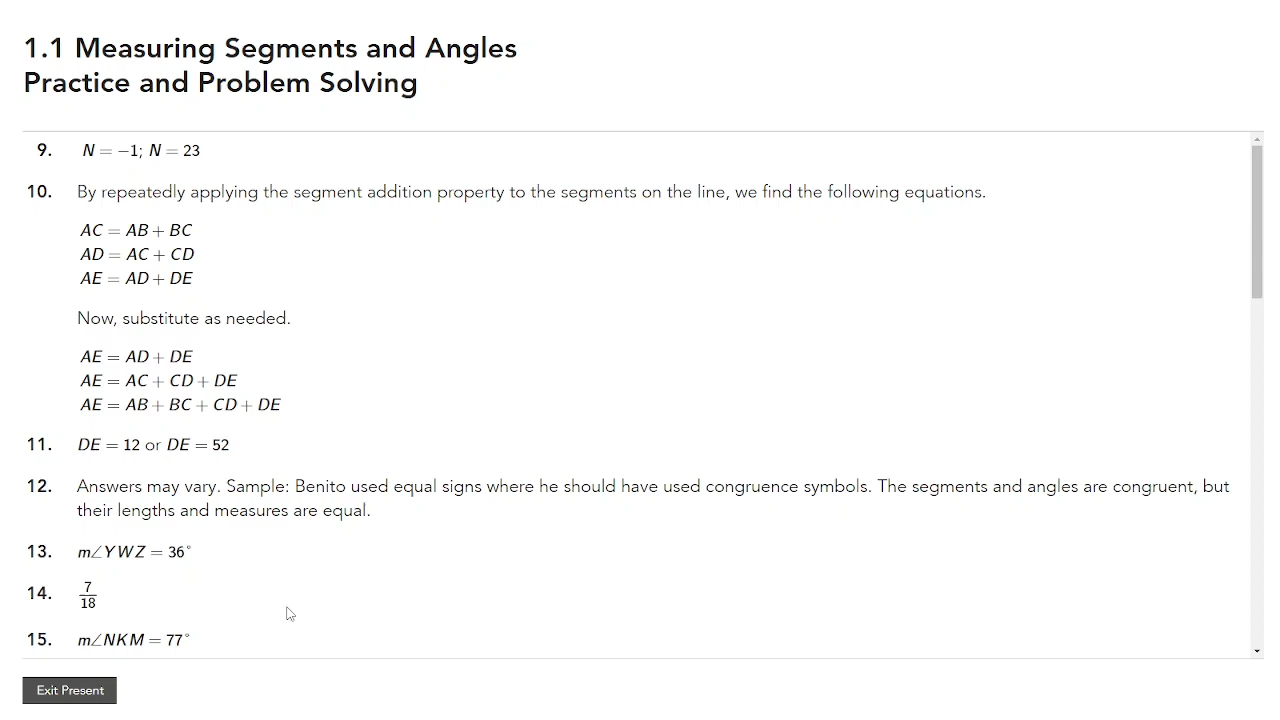 1.1 Measuring Segments and Angles
Practice and Problem Solving
9. N = −1; N = 23
10. By repeatedly applying the segment addition property to the segments on the line, we find the following equations.
AC = AB + BC
AD = AC + CD
AE = AD + DE
Now, substitute as needed.
AE = AD + DE
AE = AC + CD + DE
AE = AB + BC + CD + DE
11. DE = 12 or DE = 52
12. Answers may vary. Sample: Benito used equal signs where he should have used congruence symbols. The segments and angles are congruent, but
their lengths and measures are equal.
13. m∠YWZ = 36°
14. 7/18
15. m∠NKM = 77°
Exit Present